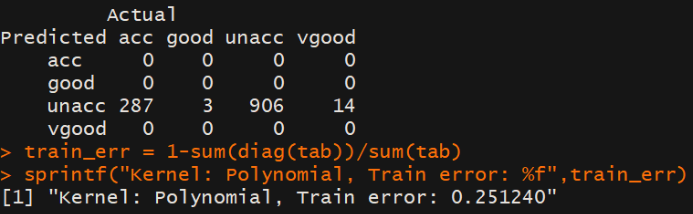 Actual
Predicted acc good unacc vgood
acc 0 0 0 0
good 0 0 0 0
unacc 287 3 906 14
vgood 0 0 0 0
> train_err = 1-sum(diag(tab))/sum(tab)
> sprintf("Kernel: Polynomial, Train error: %f",train_err)
[1] "Kernel: Polynomial, Train error: 0.251240"